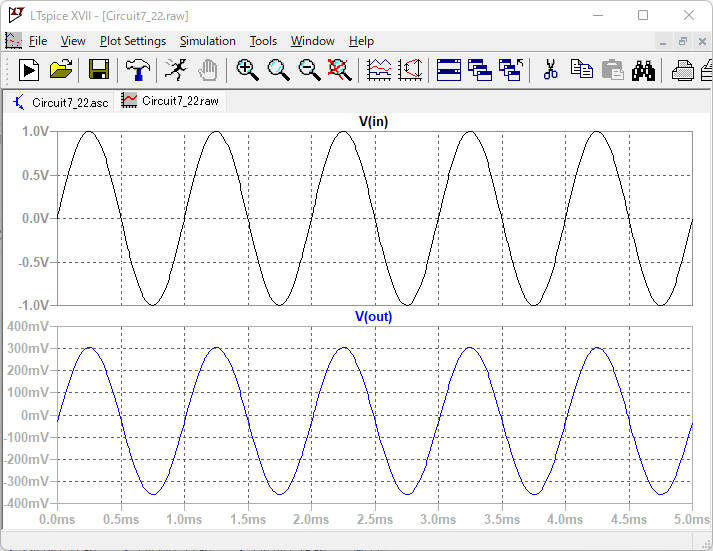 LTspice XVII - [Circuit7_22.raw]
File View Plot Settings Simulation Tools Window Help
Circuit7_22.asc Circuit7_22.raw
V(in)
1.0V
0.5V
0.0V
-0.5V
-1.0V
V(out)
400mV
300mV
200mV
100mV
0mV
-100mV
-200mV
-300mV
-400mV
0.0ms 0.5ms 1.0ms 1.5ms 2.0ms 2.5ms 3.0ms 3.5ms 4.0ms 4.5ms 5.0ms